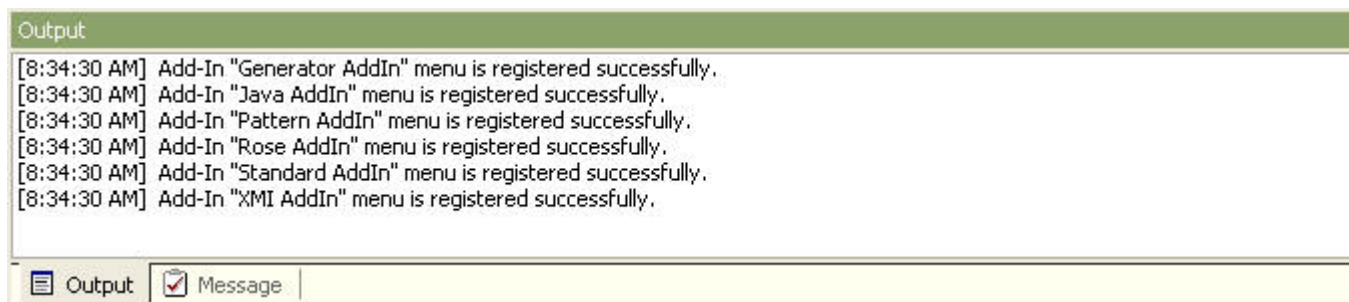 Output
[8:34:30 AM] Add-In "Generator AddIn" menu is registered successfully.
[8:34:30 AM] Add-In "Java AddIn" menu is registered successfully.
[8:34:30 AM] Add-In "Pattern AddIn" menu is registered successfully.
[8:34:30 AM] Add-In "Rose AddIn" menu is registered successfully.
[8:34:30 AM] Add-In "Standard AddIn" menu is registered successfully.
[8:34:30 AM] Add-In "XMI AddIn" menu is registered successfully.
Output Message